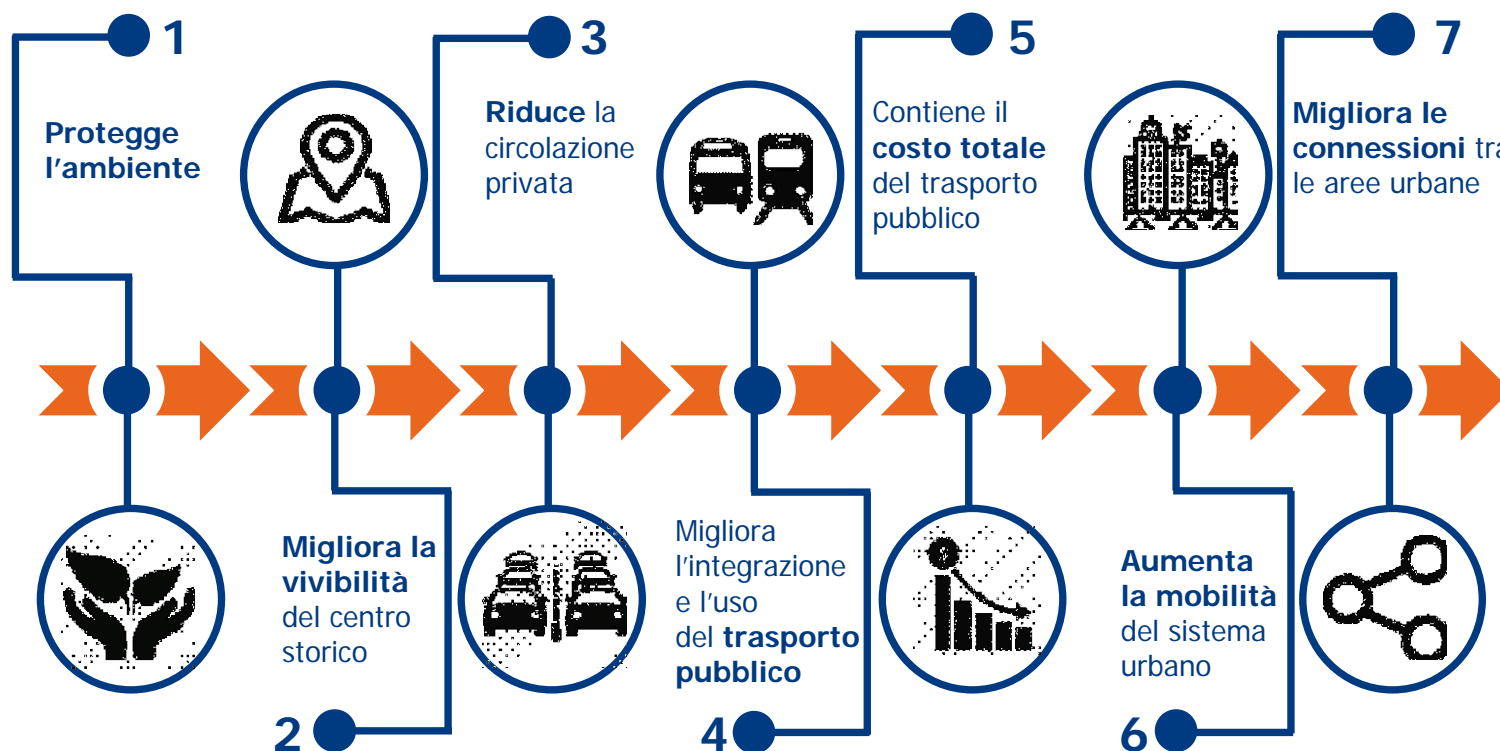 1
Protegge
l'ambiente
2
Migliora la
vivibilità
del centro
storico
3
Riduce la
circolazione
privata
4
Migliora
l'integrazione
e l'uso
del trasporto
pubblico
5
Contiene il
costo totale
del trasporto
pubblico
6
Aumenta
la mobilità
del sistema
urbano
7
Migliora le
connessioni tra
le aree urbane